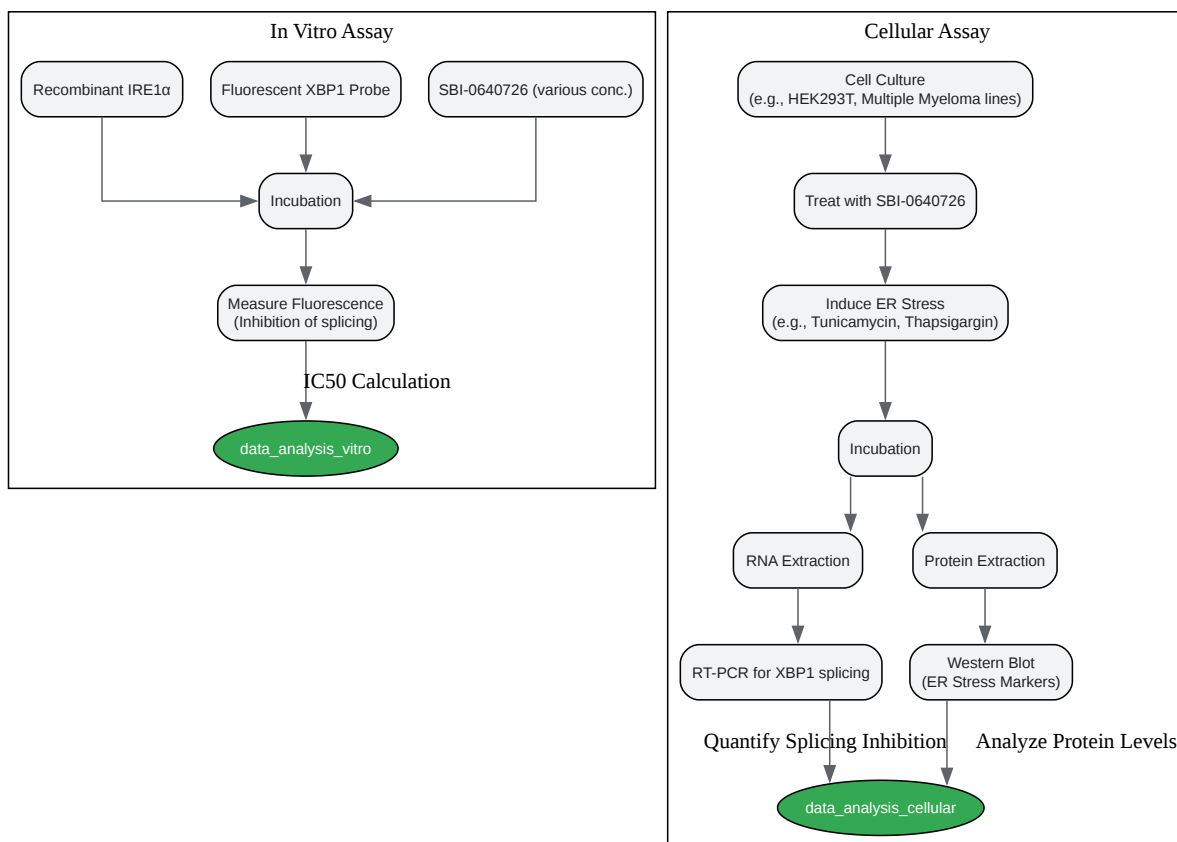 In Vitro Assay
Recombinant IRE1α
Fluorescent XBP1 Probe
SBI-0640726 (various conc.)
Incubation
Measure Fluorescence
(Inhibition of splicing)
IC50 Calculation
data_analysis_vitro
Cellular Assay
Cell Culture
(e.g., HEK293T, Multiple Myeloma lines)
Treat with SBI-0640726
Induce ER Stress
(e.g., Tunicamycin, Thapsigargin)
Incubation
RNA Extraction
Protein Extraction
RT-PCR for XBP1 splicing
Western Blot
(ER Stress Markers)
Quantify Splicing Inhibition
Analyze Protein Levels
data_analysis_cellular